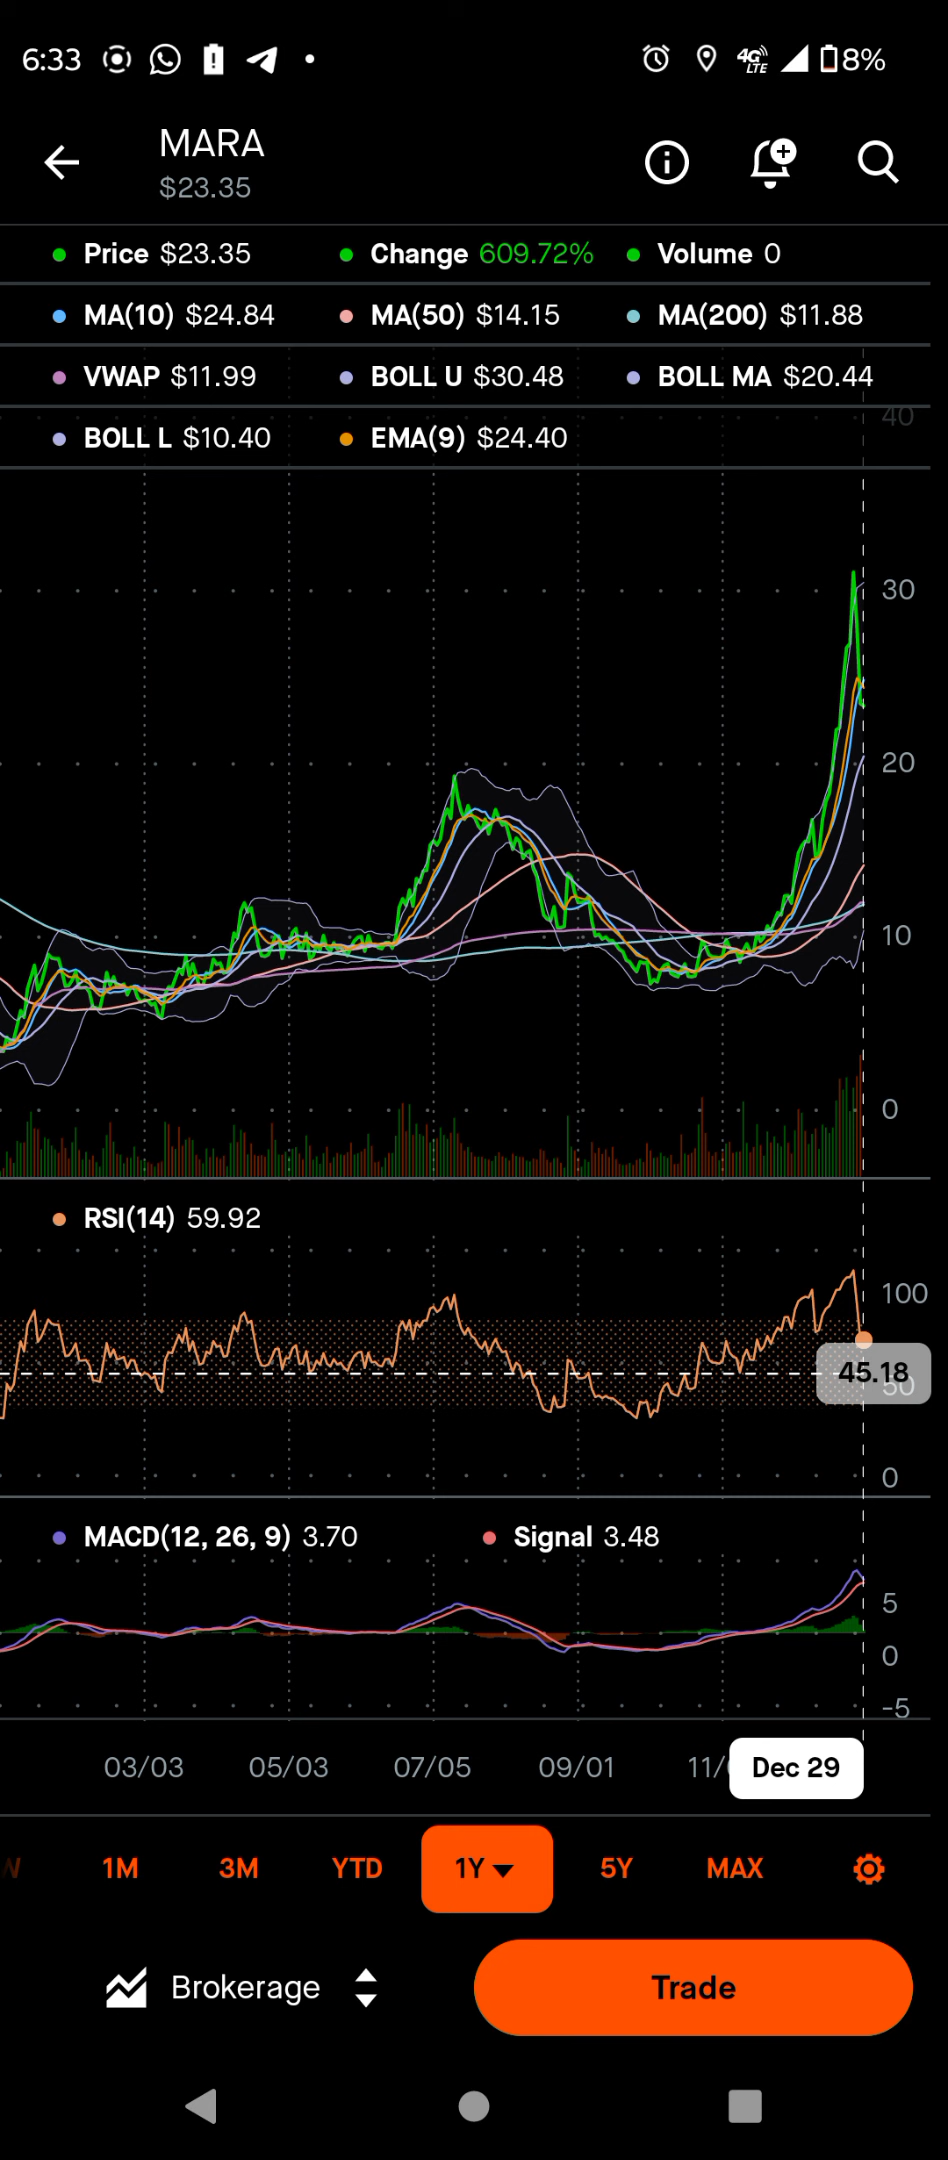 6:33 4G LTE 8%
MARA
$23.35
Price $23.35 Change 609.72% Volume 0
MA(10) $24.84 MA(50) $14.15 MA(200) $11.88
VWAP $11.99 BOLL U $30.48 BOLL MA $20.44
40
BOLL L $10.40 EMA(9) $24.40
30
20
10
0
RSI(14) 59.92
100
45.18
50
0
MACD(12, 26, 9) 3.70 Signal 3.48
5
0
-5
03/03 05/03 07/05 09/01 11/ Dec 29
W 1M 3M YTD 1Y 5Y MAX
Brokerage Trade